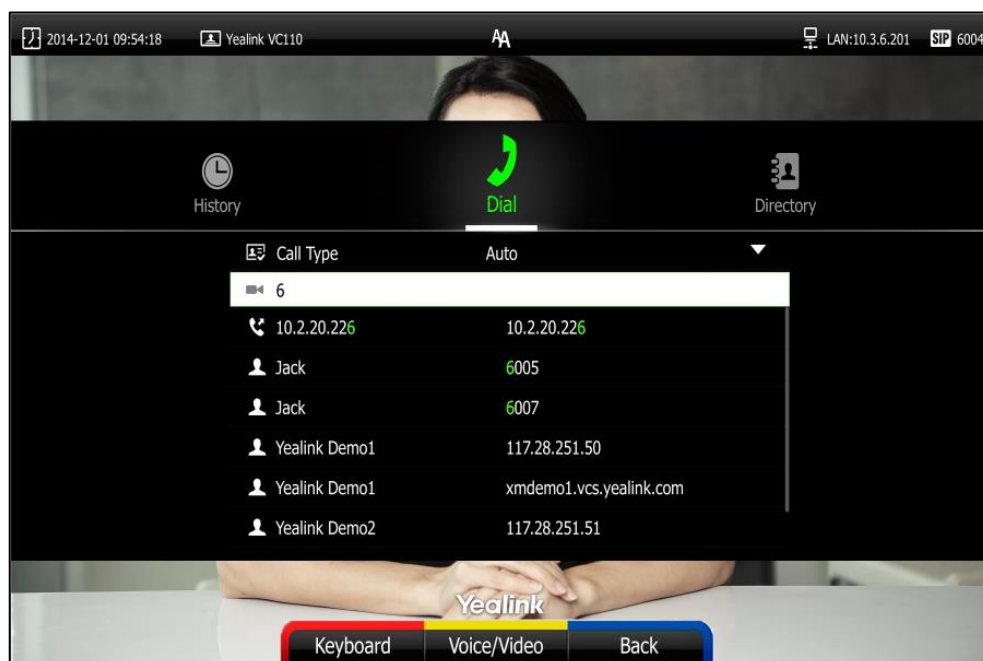 2014-12-01 09:54:18 Yealink VC110 AA LAN:10.3.6.201 SIP 6004
History Dial Directory
Call Type Auto
6
10.2.20.226 10.2.20.226
Jack 6005
Jack 6007
Yealink Demo1 117.28.251.50
Yealink Demo1 xmdemo1.vcs.yealink.com
Yealink Demo2 117.28.251.51
Yealink
Keyboard Voice/Video Back